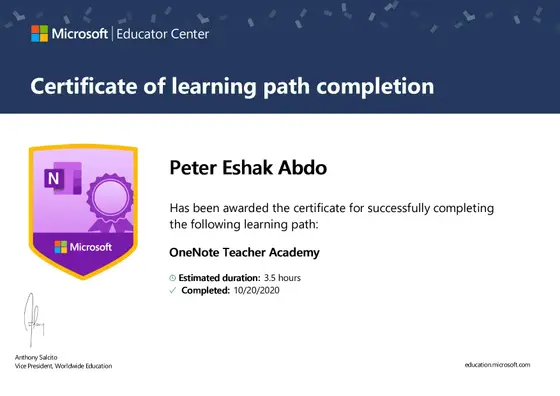 Microsoft | Educator Center
Certificate of learning path completion
N
Microsoft
Peter Eshak Abdo
Has been awarded the certificate for successfully completing
the following learning path:
OneNote Teacher Academy
Estimated duration: 3.5 hours
Completed: 10/20/2020
Anthony Salcito
Vice President, Worldwide Education
education.microsoft.com